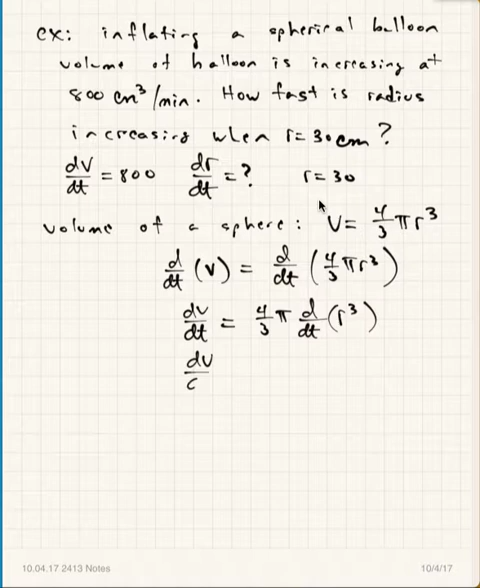 ex: inflating a spherical balloon
volume of balloon is increasing at
800 cm³/min. How fast is radius
increasing when r=30cm?
dV/dt = 800 dr/dt = ? r=30
volume of a sphere: V= 4/3 πr³
d/dt (V) = d/dt (4/3 πr³)
dv/dt = 4/3 π d/dt (r³)
dv/c
10.04.17 2413 Notes 10/4/17